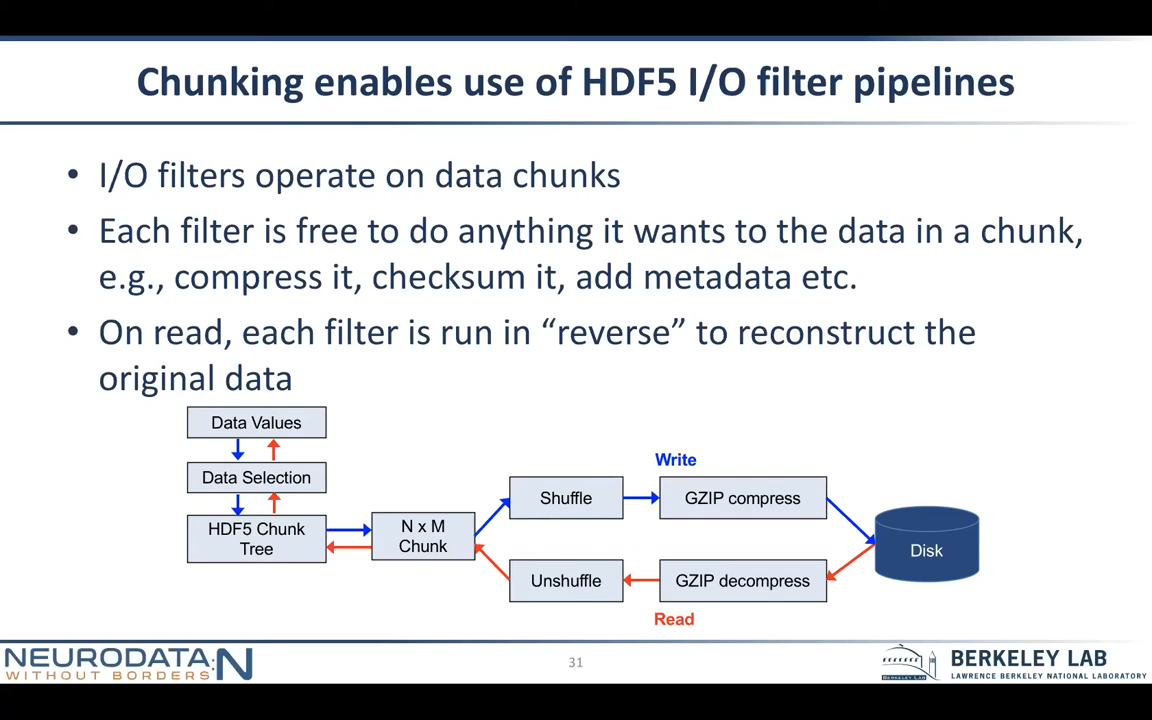 Chunking enables use of HDF5 I/O filter pipelines
• I/O filters operate on data chunks
• Each filter is free to do anything it wants to the data in a chunk,
e.g., compress it, checksum it, add metadata etc.
• On read, each filter is run in “reverse” to reconstruct the
original data
Data Values
Data Selection
HDF5 Chunk
Tree
N x M
Chunk
Write
Shuffle
GZIP compress
Disk
Unshuffle
GZIP decompress
Read
NEURODATA:
WITHOUT BORDERS
N
31
BERKELEY LAB
LAWRENCE BERKELEY NATIONAL LABORATORY